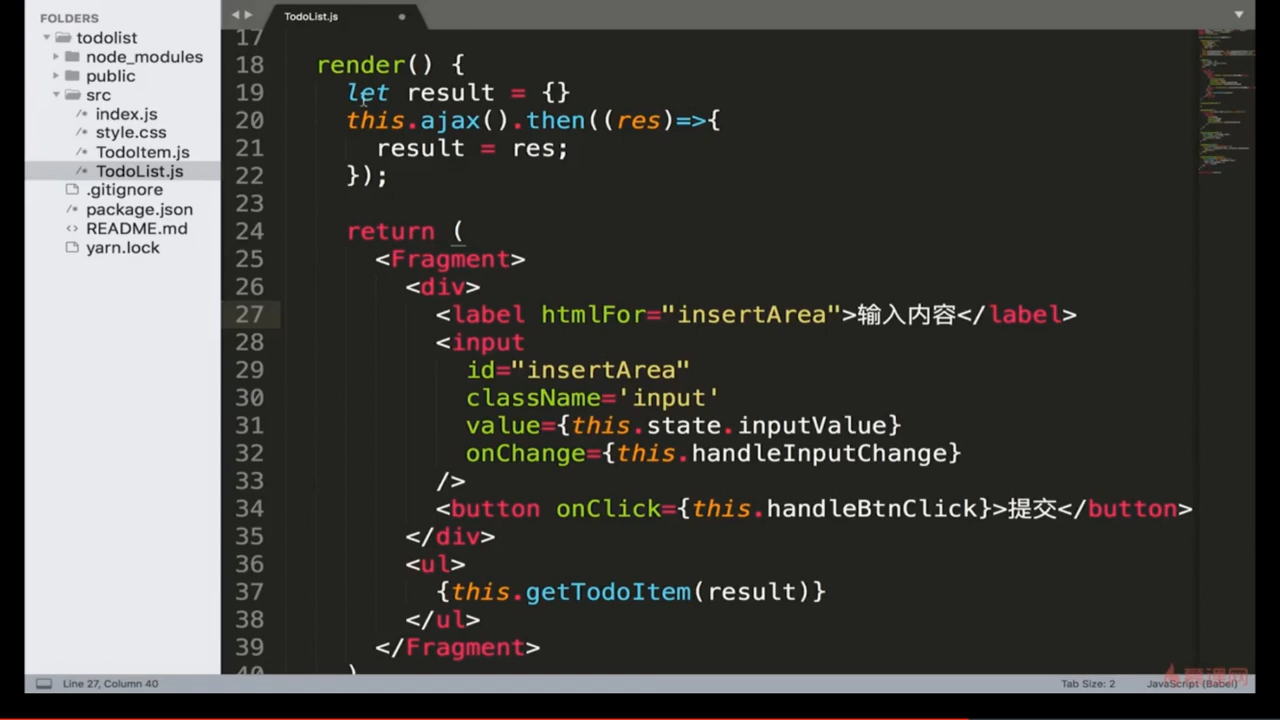 FOLDERS
todolist
node_modules
public
src
index.js
style.css
TodoItem.js
TodoList.js
.gitignore
package.json
README.md
yarn.lock
TodoList.js
17
18 render() {
19 let result = {}
20 this.ajax().then((res)=>{
21 result = res;
22 });
23
24 return (
25 <Fragment>
26 <div>
27 <label htmlFor="insertArea">输入内容</label>
28 <input
29 id="insertArea"
30 className='input'
31 value={this.state.inputValue}
32 onChange={this.handleInputChange}
33 />
34 <button onClick={this.handleBtnClick}>提交</button>
35 </div>
36 <ul>
37 {this.getTodoItem(result)}
38 </ul>
39 </Fragment>
40 )
Line 27, Column 40
Tab Size: 2
JavaScript (Babel)